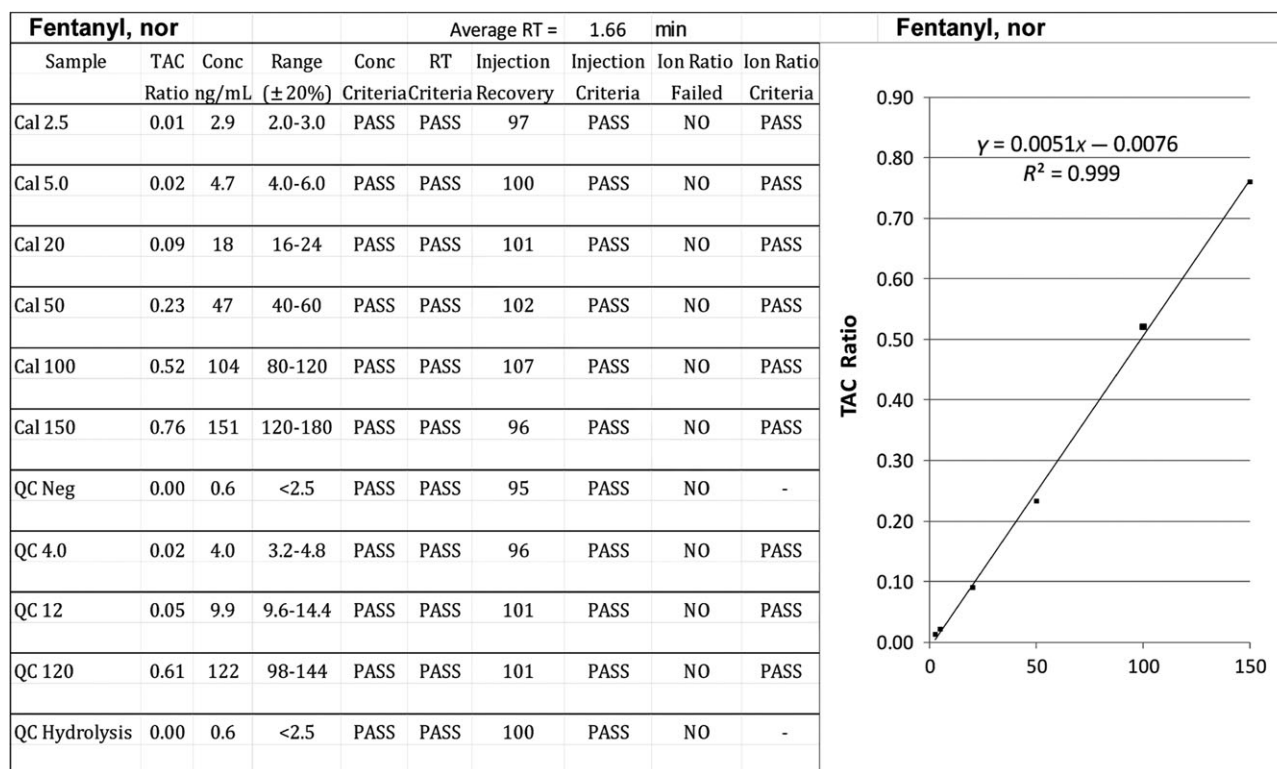 Fentanyl, nor Average RT = 1.66 min
Sample TAC Conc Range Conc RT Injection Injection Ion Ratio Ion Ratio
Ratio ng/mL (±20%) Criteria Criteria Recovery Criteria Failed Criteria
Cal 2.5 0.01 2.9 2.0-3.0 PASS PASS 97 PASS NO PASS
Cal 5.0 0.02 4.7 4.0-6.0 PASS PASS 100 PASS NO PASS
Cal 20 0.09 18 16-24 PASS PASS 101 PASS NO PASS
Cal 50 0.23 47 40-60 PASS PASS 102 PASS NO PASS
Cal 100 0.52 104 80-120 PASS PASS 107 PASS NO PASS
Cal 150 0.76 151 120-180 PASS PASS 96 PASS NO PASS
QC Neg 0.00 0.6 <2.5 PASS PASS 95 PASS NO -
QC 4.0 0.02 4.0 3.2-4.8 PASS PASS 96 PASS NO PASS
QC 12 0.05 9.9 9.6-14.4 PASS PASS 101 PASS NO PASS
QC 120 0.61 122 98-144 PASS PASS 101 PASS NO PASS
QC Hydrolysis 0.00 0.6 <2.5 PASS PASS 100 PASS NO -
Fentanyl, nor
y = 0.0051x — 0.0076
R² = 0.999
TAC Ratio
0.90
0.80
0.70
0.60
0.50
0.40
0.30
0.20
0.10
0.00
0 50 100 150